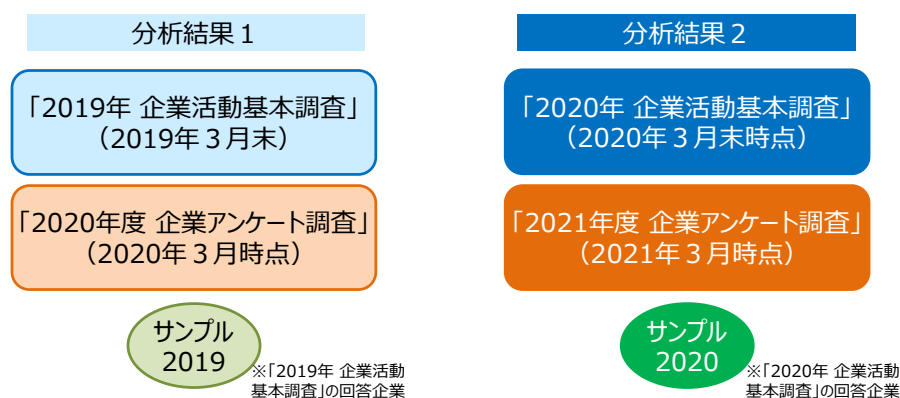 分析結果１
「2019年 企業活動基本調査」
（2019年３月末）
「2020年度 企業アンケート調査」
（2020年３月時点）
サンプル
2019
※「2019年 企業活動
基本調査」の回答企業
分析結果２
「2020年 企業活動基本調査」
（2020年３月末時点）
「2021年度 企業アンケート調査」
（2021年３月時点）
サンプル
2020
※「2020年 企業活動
基本調査」の回答企業